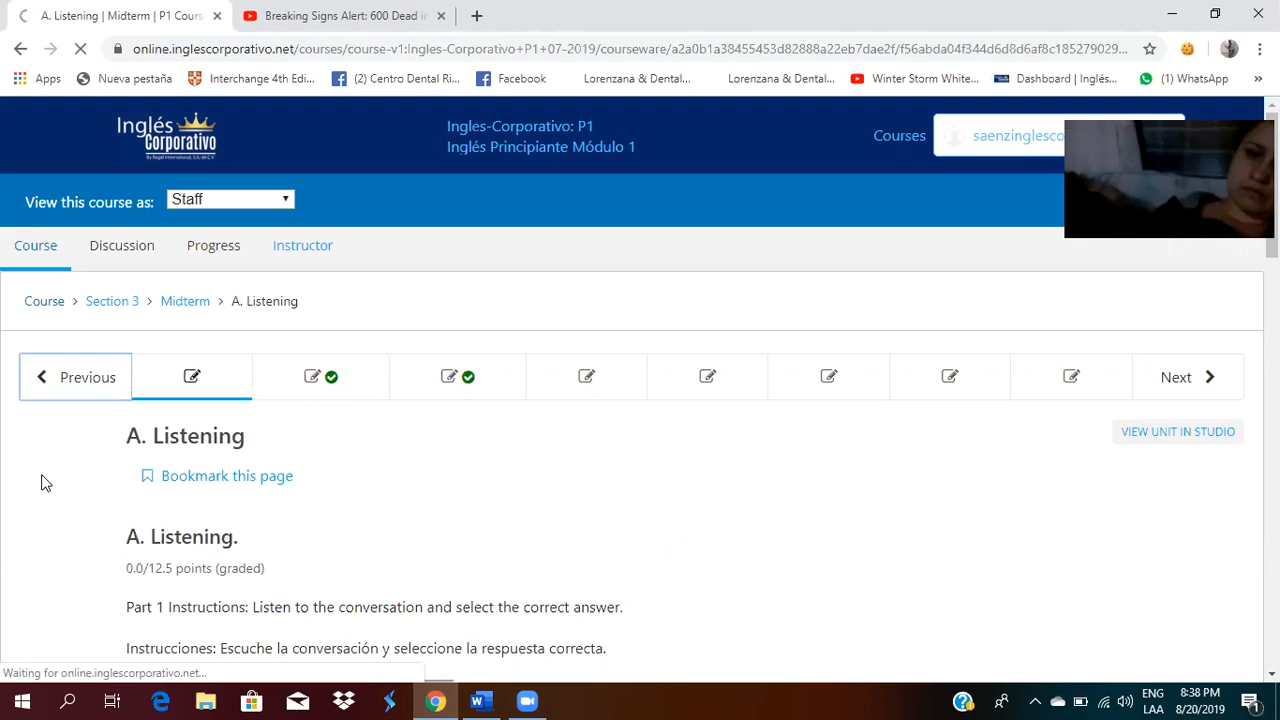 A. Listening | Midterm | P1 Cours
Breaking Signs Alert: 600 Dead in
online.inglescorporativo.net/courses/course-v1:Ingles-Corporativo+P1+07-2019/courseware/a2a0b1a38455453d82888a22eb7dae2f/f56abda04f344d6d8d6af8c185279029...
Apps
Nueva pestaña
Interchange 4th Edi...
(2) Centro Dental Ri...
Facebook
Lorenzana & Dental...
Lorenzana & Dental...
Winter Storm White...
Dashboard | Inglés...
(1) WhatsApp
Inglés
Corporativo
Ingles-Corporativo: P1
Inglés Principiante Módulo 1
Courses
saenzinglesco
View this course as:
Staff
Course
Discussion
Progress
Instructor
Course > Section 3 > Midterm > A. Listening
Previous
Next
A. Listening
VIEW UNIT IN STUDIO
Bookmark this page
A. Listening.
0.0/12.5 points (graded)
Part 1 Instructions: Listen to the conversation and select the correct answer.
Instrucciones: Escuche la conversación y seleccione la respuesta correcta.
Waiting for online.inglescorporativo.net...
ENG
LAA
8:38 PM
8/20/2019